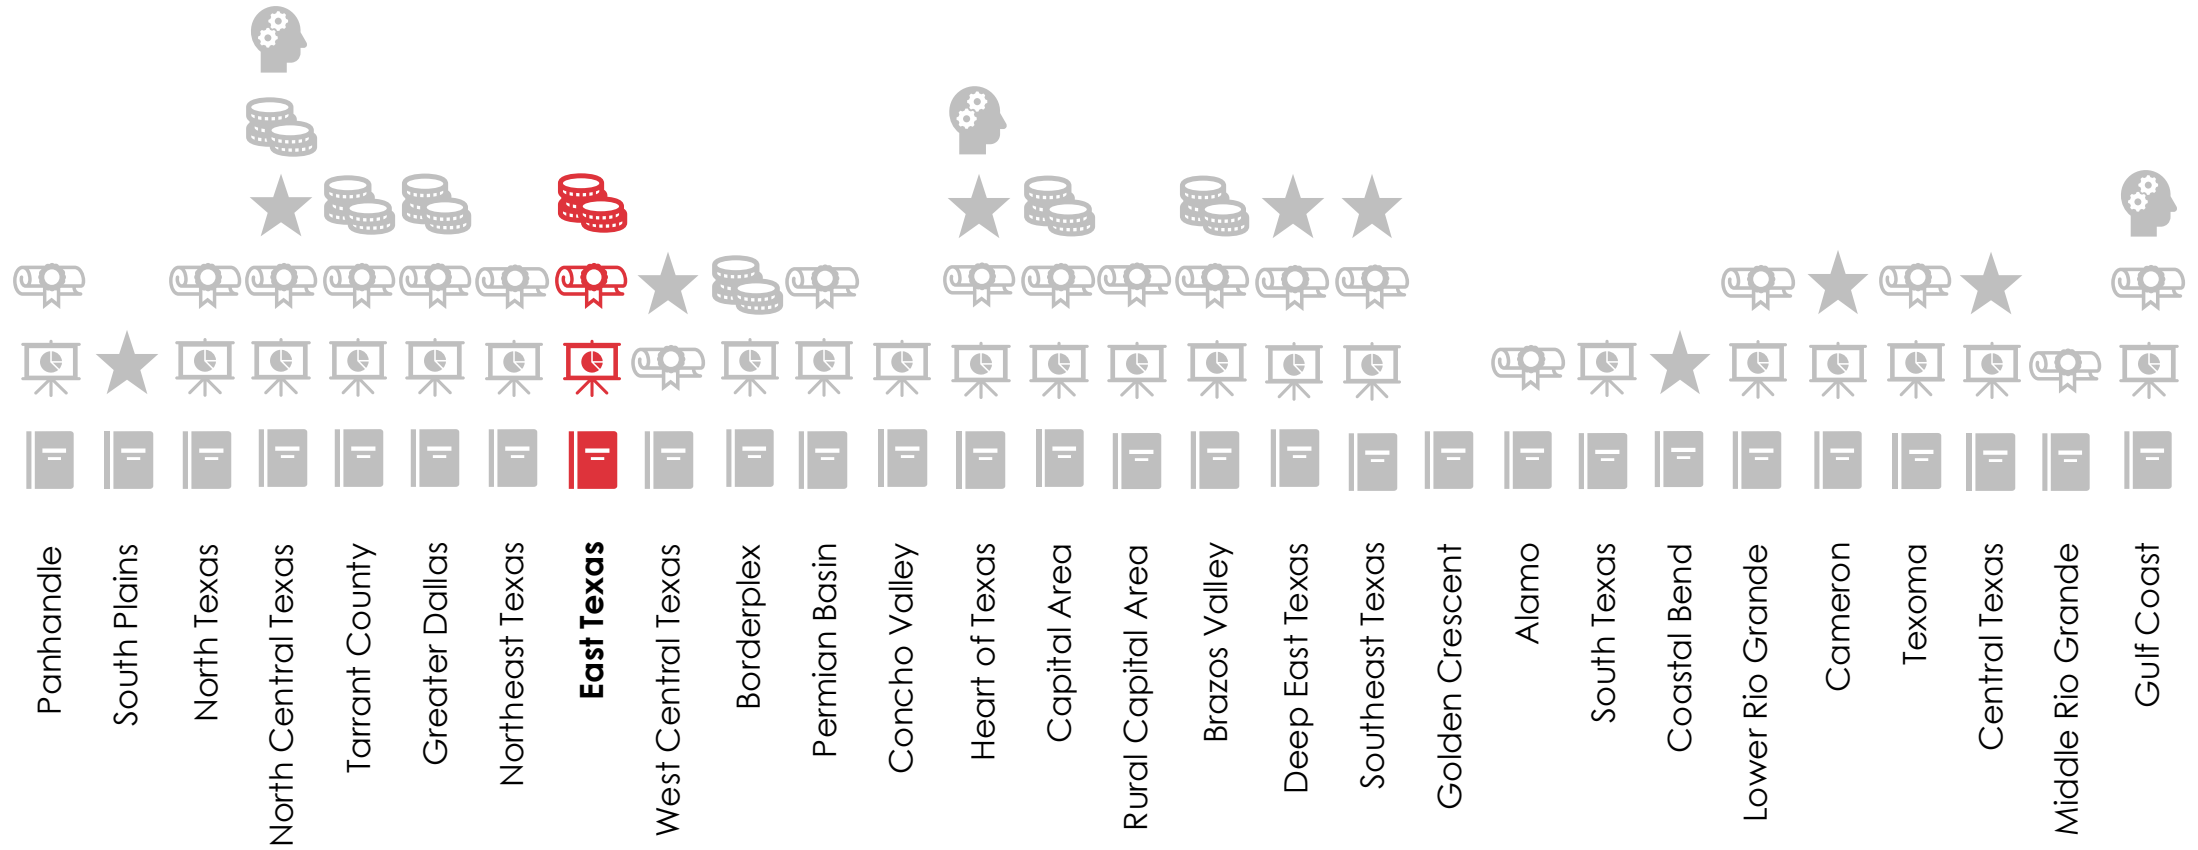 Panhandle
South Plains
North Texas
North Central Texas
Tarrant County
Greater Dallas
Northeast Texas
East Texas
West Central Texas
Borderplex
Permian Basin
Concho Valley
Heart of Texas
Capital Area
Rural Capital Area
Brazos Valley
Deep East Texas
Southeast Texas
Golden Crescent
Alamo
South Texas
Coastal Bend
Lower Rio Grande
Cameron
Texoma
Central Texas
Middle Rio Grande
Gulf Coast